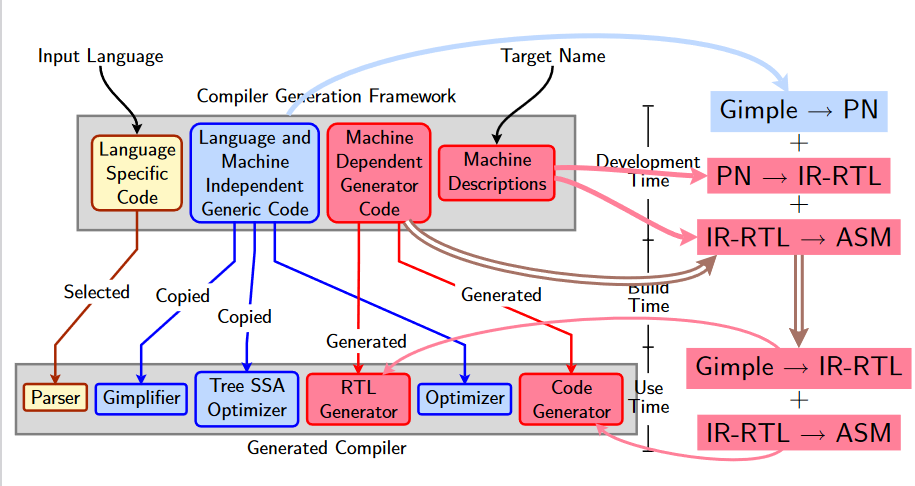 Input Language
Target Name
Compiler Generation Framework
Language
Specific
Code
Language and
Machine
Independent
Generic Code
Machine
Dependent
Generator
Code
Machine
Descriptions
Development
Time
Gimple → PN
+
PN → IR-RTL
+
IR-RTL → ASM
Selected
Copied
Copied
Generated
Generated
Build
Time
Gimple → IR-RTL
+
IR-RTL → ASM
Parser
Gimplifier
Tree SSA
Optimizer
RTL
Generator
Optimizer
Code
Generator
Use
Time
Generated Compiler